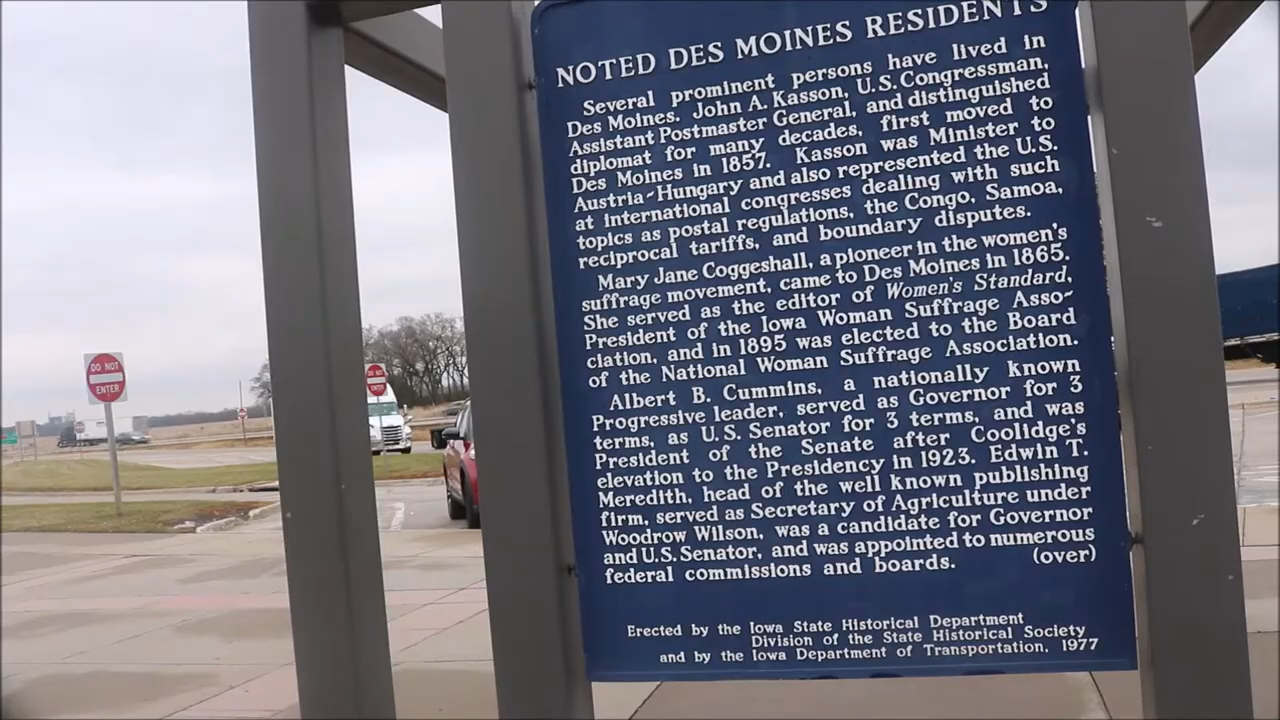 NOTED DES MOINES RESIDENTS
Several prominent persons have lived in
Des Moines. John A. Kasson, U.S. Congressman,
Assistant Postmaster General, and distinguished
diplomat for many decades, first moved to
Des Moines in 1857. Kasson was Minister to
Austria-Hungary and also represented the U.S.
at international congresses dealing with such
topics as postal regulations, the Congo, Samoa,
reciprocal tariffs, and boundary disputes.
Mary Jane Coggeshall, a pioneer in the women's
suffrage movement, came to Des Moines in 1865.
She served as the editor of Women's Standard,
President of the Iowa Woman Suffrage Asso-
ciation, and in 1895 was elected to the Board
of the National Woman Suffrage Association.
Albert B. Cummins, a nationally known
Progressive leader, served as Governor for 3
terms, as U.S. Senator for 3 terms, and was
President of the Senate after Coolidge's
elevation to the Presidency in 1923. Edwin T.
Meredith, head of the well known publishing
firm, served as Secretary of Agriculture under
Woodrow Wilson, was a candidate for Governor
and U.S. Senator, and was appointed to numerous
federal commissions and boards. (over)
Erected by the Iowa State Historical Department
Division of the State Historical Society
and by the Iowa Department of Transportation, 1977
DO NOT
ENTER
DO NOT
ENTER